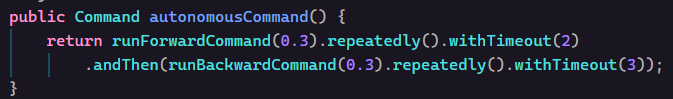 public Command autonomousCommand() {
    return runForwardCommand(0.3).repeatedly().withTimeout(2)
        .andThen(runBackwardCommand(0.3).repeatedly().withTimeout(3));
}